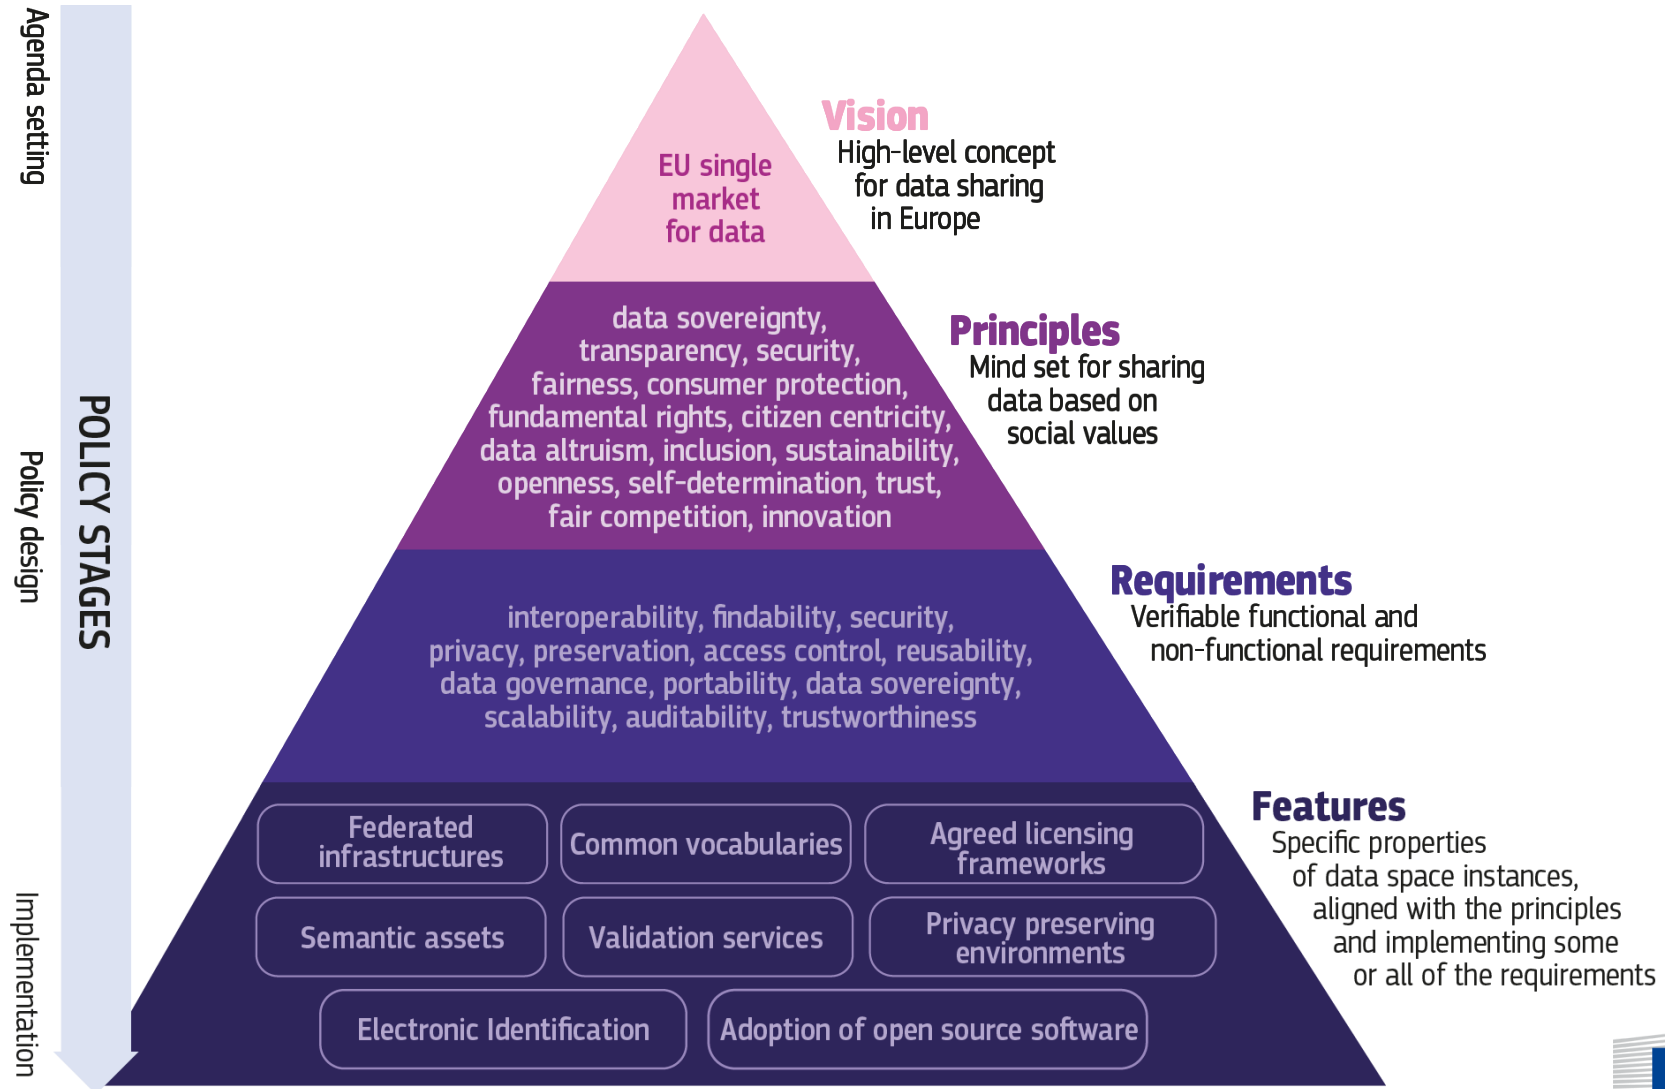 Agenda setting
Policy design
Implementation
POLICY STAGES
EU single
market
for data
Vision
High-level concept
for data sharing
in Europe
data sovereignty,
transparency, security,
fairness, consumer protection,
fundamental rights, citizen centricity,
data altruism, inclusion, sustainability,
openness, self-determination, trust,
fair competition, innovation
Principles
Mind set for sharing
data based on
social values
interoperability, findability, security,
privacy, preservation, access control, reusability,
data governance, portability, data sovereignty,
scalability, auditability, trustworthiness
Requirements
Verifiable functional and
non-functional requirements
Federated
infrastructures
Common vocabularies
Agreed licensing
frameworks
Semantic assets
Validation services
Privacy preserving
environments
Electronic Identification
Adoption of open source software
Features
Specific properties
of data space instances,
aligned with the principles
and implementing some
or all of the requirements